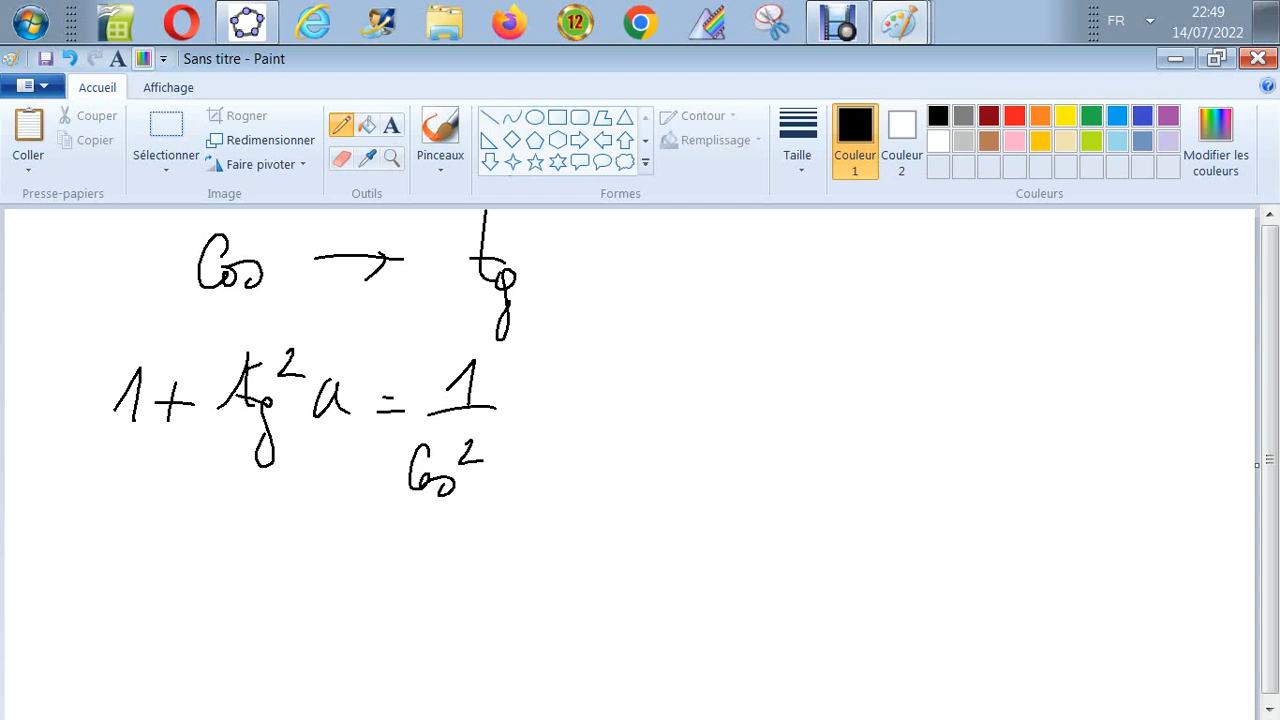 12
FR
22:49
14/07/2022
Sans titre - Paint
Accueil
Affichage
Coller
Couper
Copier
Presse-papiers
Sélectionner
Rogner
Redimensionner
Faire pivoter
Image
A
Outils
Pinceaux
Contour
Remplissage
Formes
Taille
Couleur 1
Couleur 2
Modifier les couleurs
Couleurs
Cos → tg
1 + tg² a = 1
Cos²